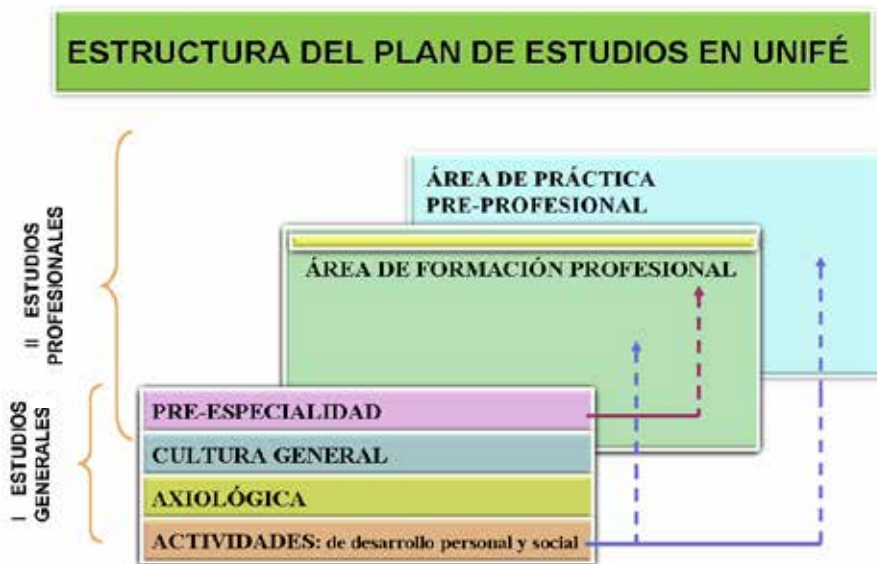 ESTRUCTURA DEL PLAN DE ESTUDIOS EN UNIFÉ
II ESTUDIOS
PROFESIONALES
ÁREA DE PRÁCTICA
PRE-PROFESIONAL
ÁREA DE FORMACIÓN PROFESIONAL
I ESTUDIOS
GENERALES
PRE-ESPECIALIDAD
CULTURA GENERAL
AXIOLÓGICA
ACTIVIDADES: de desarrollo personal y social